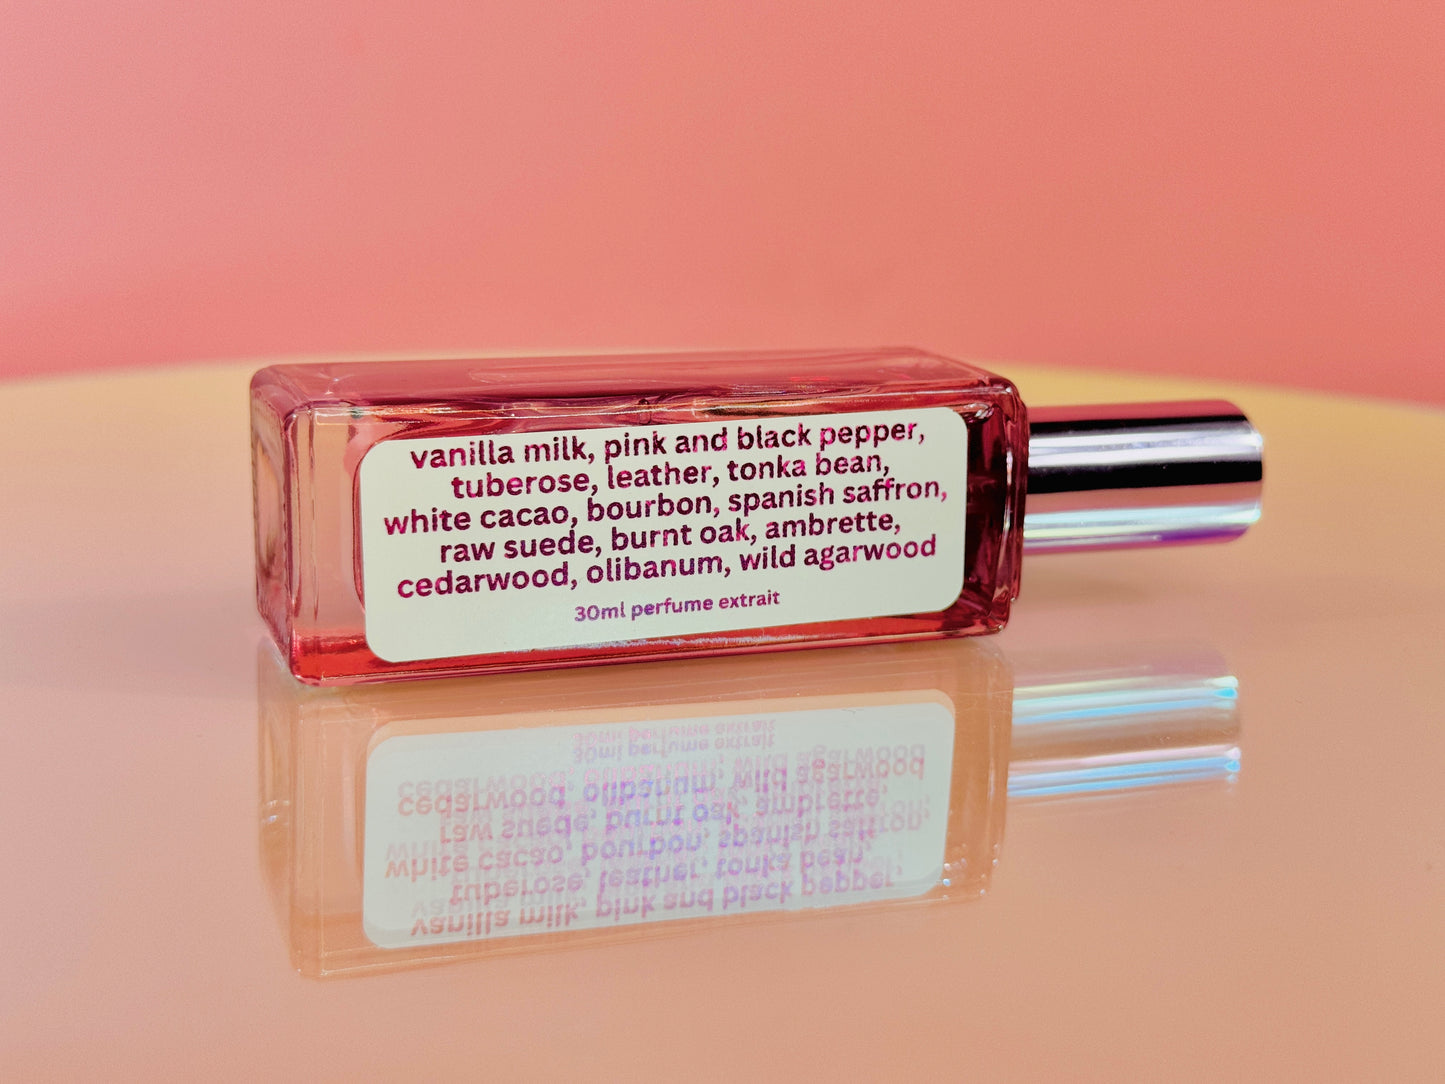 vanilla milk, pink and black pepper,
tuberose, leather, tonka bean,
white cacao, bourbon, spanish saffron,
raw suede, burnt oak, ambrette,
cedarwood, olibanum, wild agarwood
30ml perfume extrait